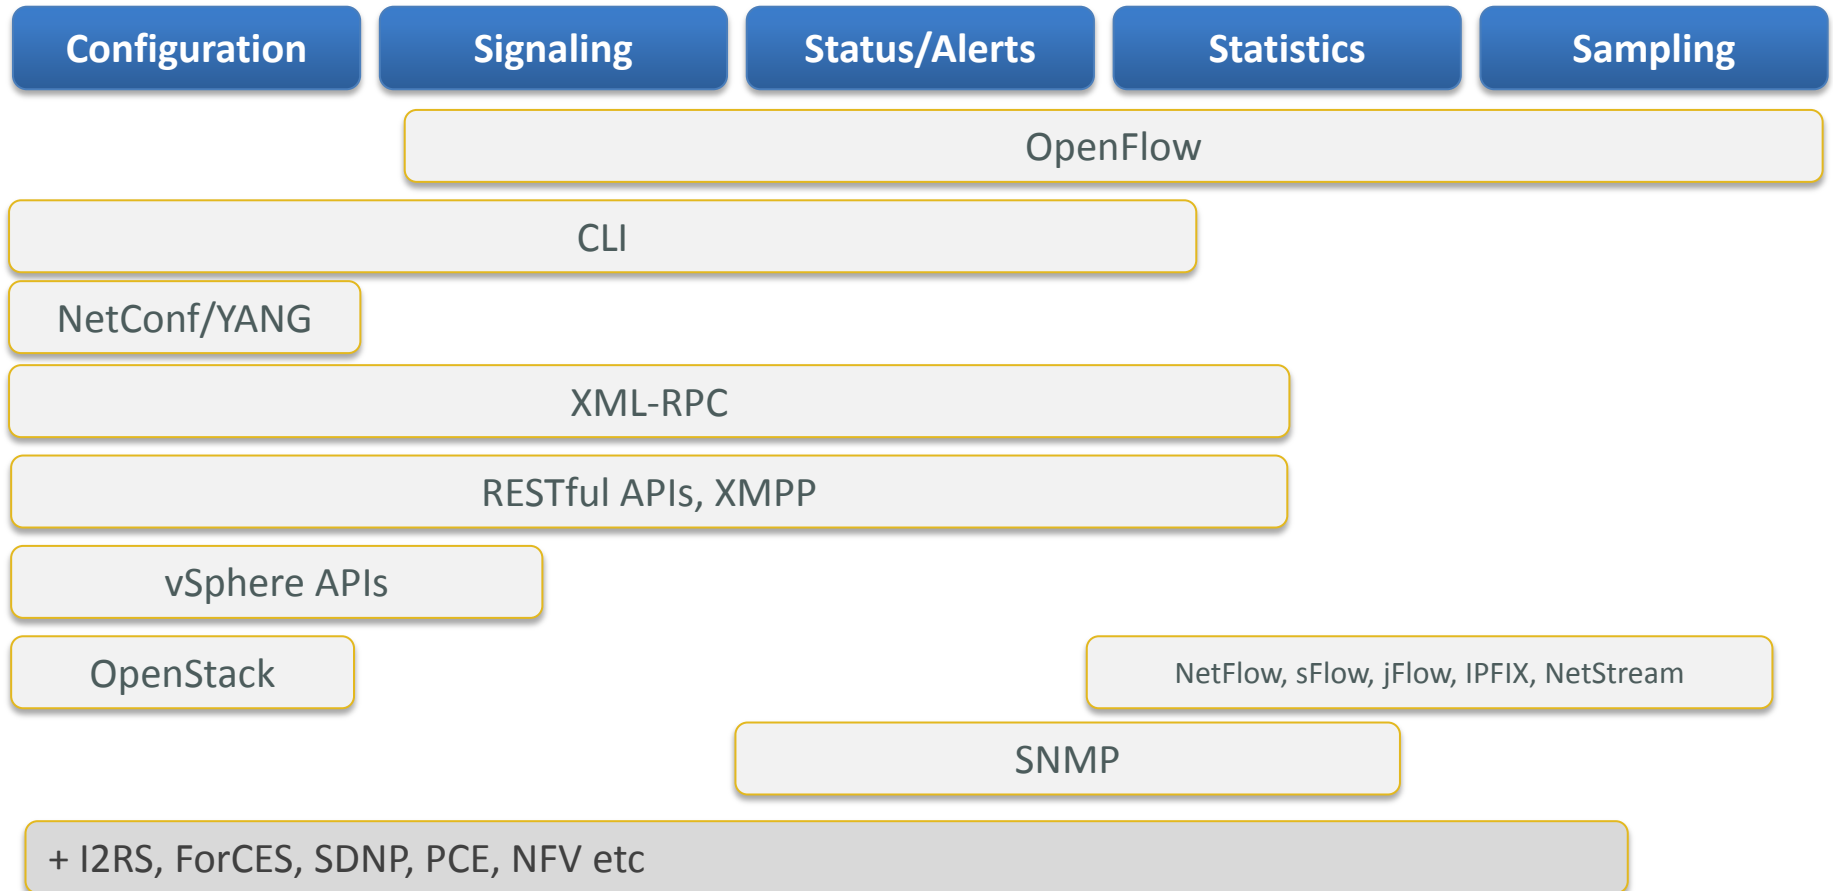 Configuration
Signaling
Status/Alerts
Statistics
Sampling
OpenFlow
CLI
NetConf/YANG
XML-RPC
RESTful APIs, XMPP
vSphere APIs
OpenStack
NetFlow, sFlow, jFlow, IPFIX, NetStream
SNMP
+ I2RS, ForCES, SDNP, PCE, NFV etc